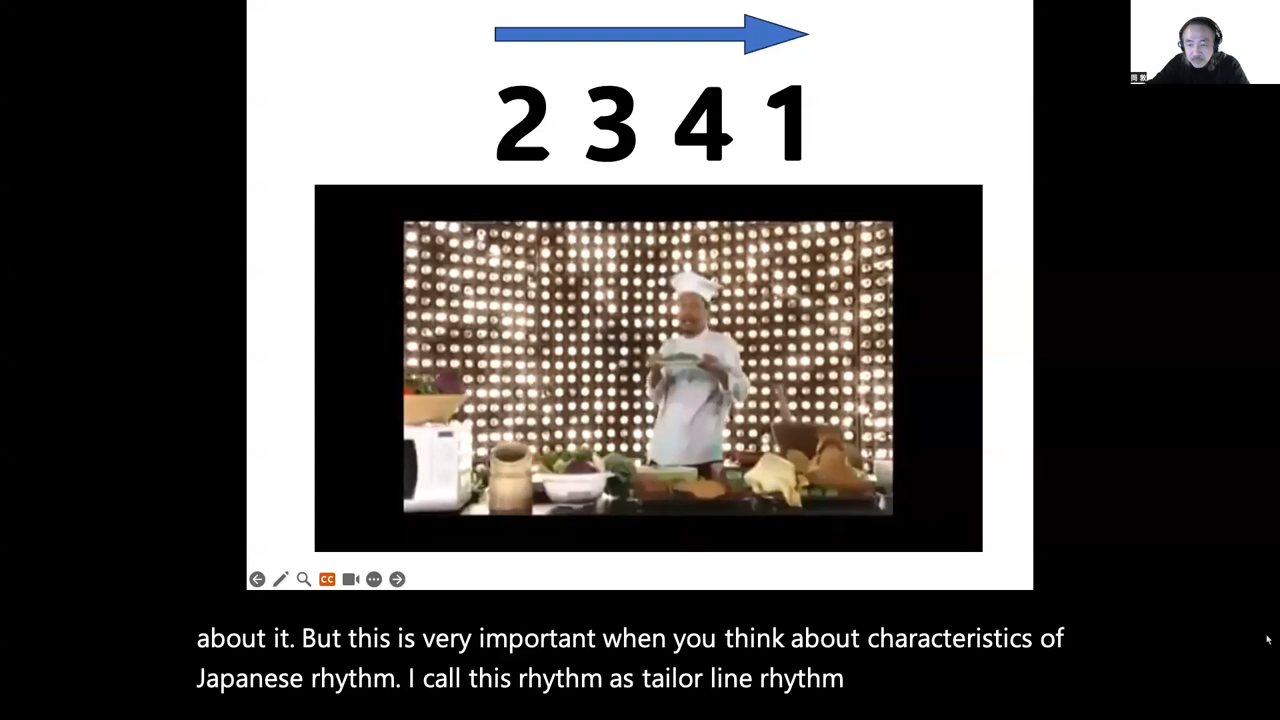 2 3 4 1
CC
about it. But this is very important when you think about characteristics of
Japanese rhythm. I call this rhythm as tailor line rhythm